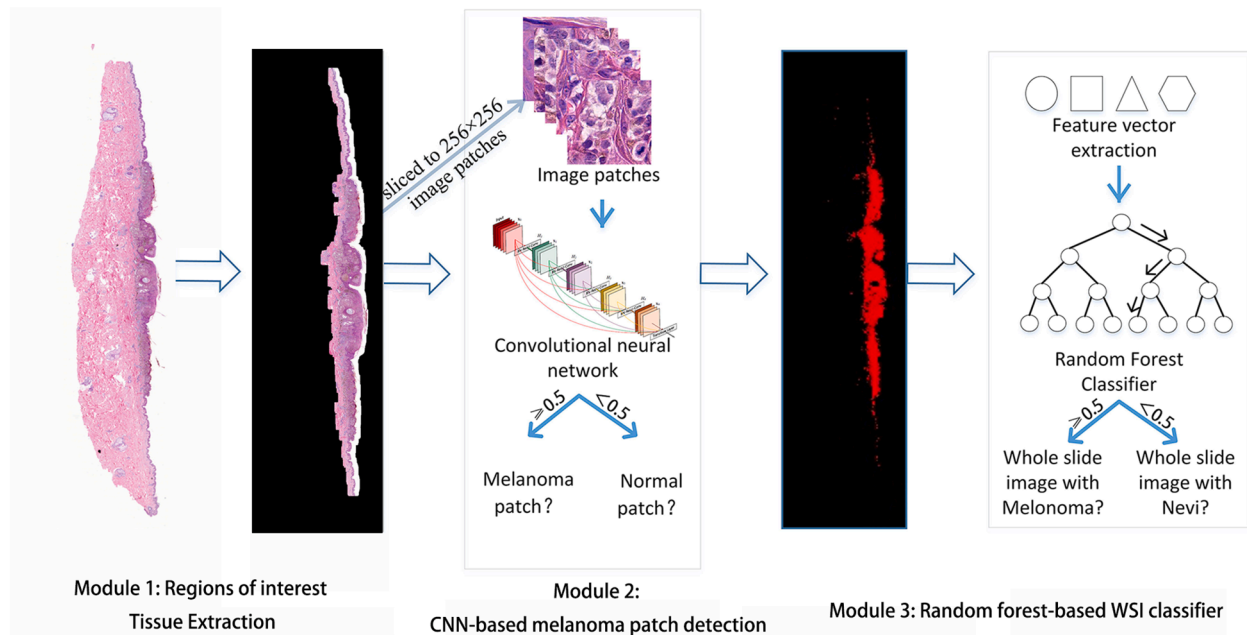 sliced to 256×256
image patches
Image patches
Convolutional neural
network
≥0.5
<0.5
Melanoma
patch?
Normal
patch?
Feature vector
extraction
Random Forest
Classifier
≥0.5
<0.5
Whole slide
image with
Melonoma?
Whole slide
image with
Nevi?
Module 1: Regions of interest
Tissue Extraction
Module 2:
CNN-based melanoma patch detection
Module 3: Random forest-based WSI classifier